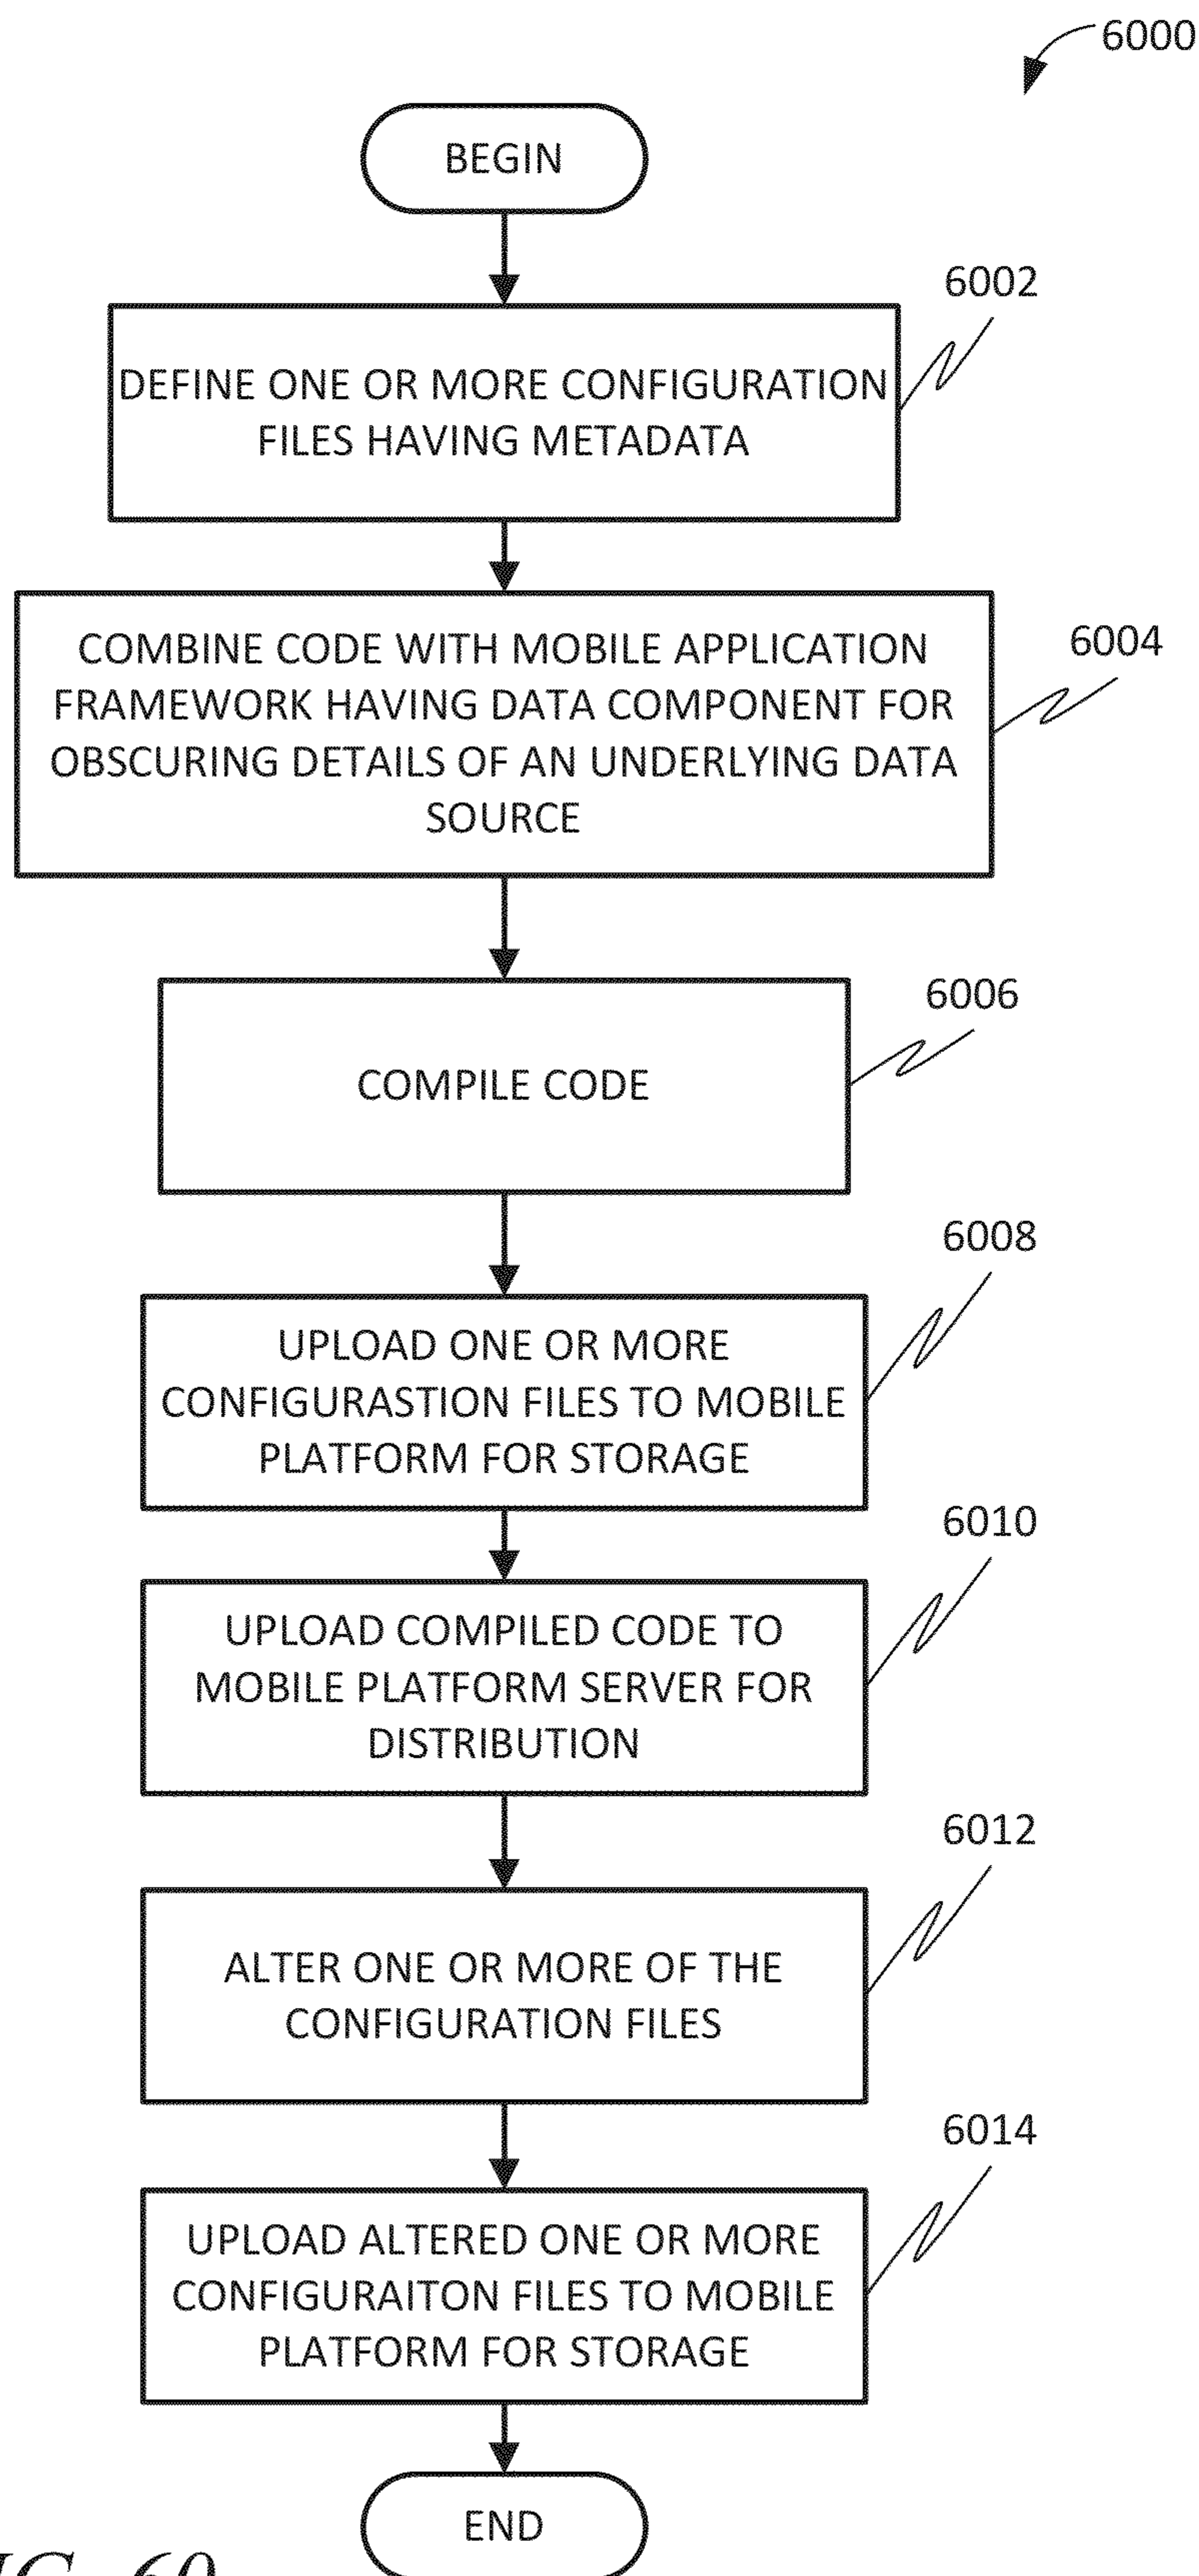 6000
BEGIN
6002
DEFINE ONE OR MORE CONFIGURATION
FILES HAVING METADATA
6004
COMBINE CODE WITH MOBILE APPLICATION
FRAMEWORK HAVING DATA COMPONENT FOR
OBSCURING DETAILS OF AN UNDERLYING DATA
SOURCE
6006
COMPILE CODE
6008
UPLOAD ONE OR MORE
CONFIGURASTION FILES TO MOBILE
PLATFORM FOR STORAGE
6010
UPLOAD COMPILED CODE TO
MOBILE PLATFORM SERVER FOR
DISTRIBUTION
6012
ALTER ONE OR MORE OF THE
CONFIGURATION FILES
6014
UPLOAD ALTERED ONE OR MORE
CONFIGURAITON FILES TO MOBILE
PLATFORM FOR STORAGE
END